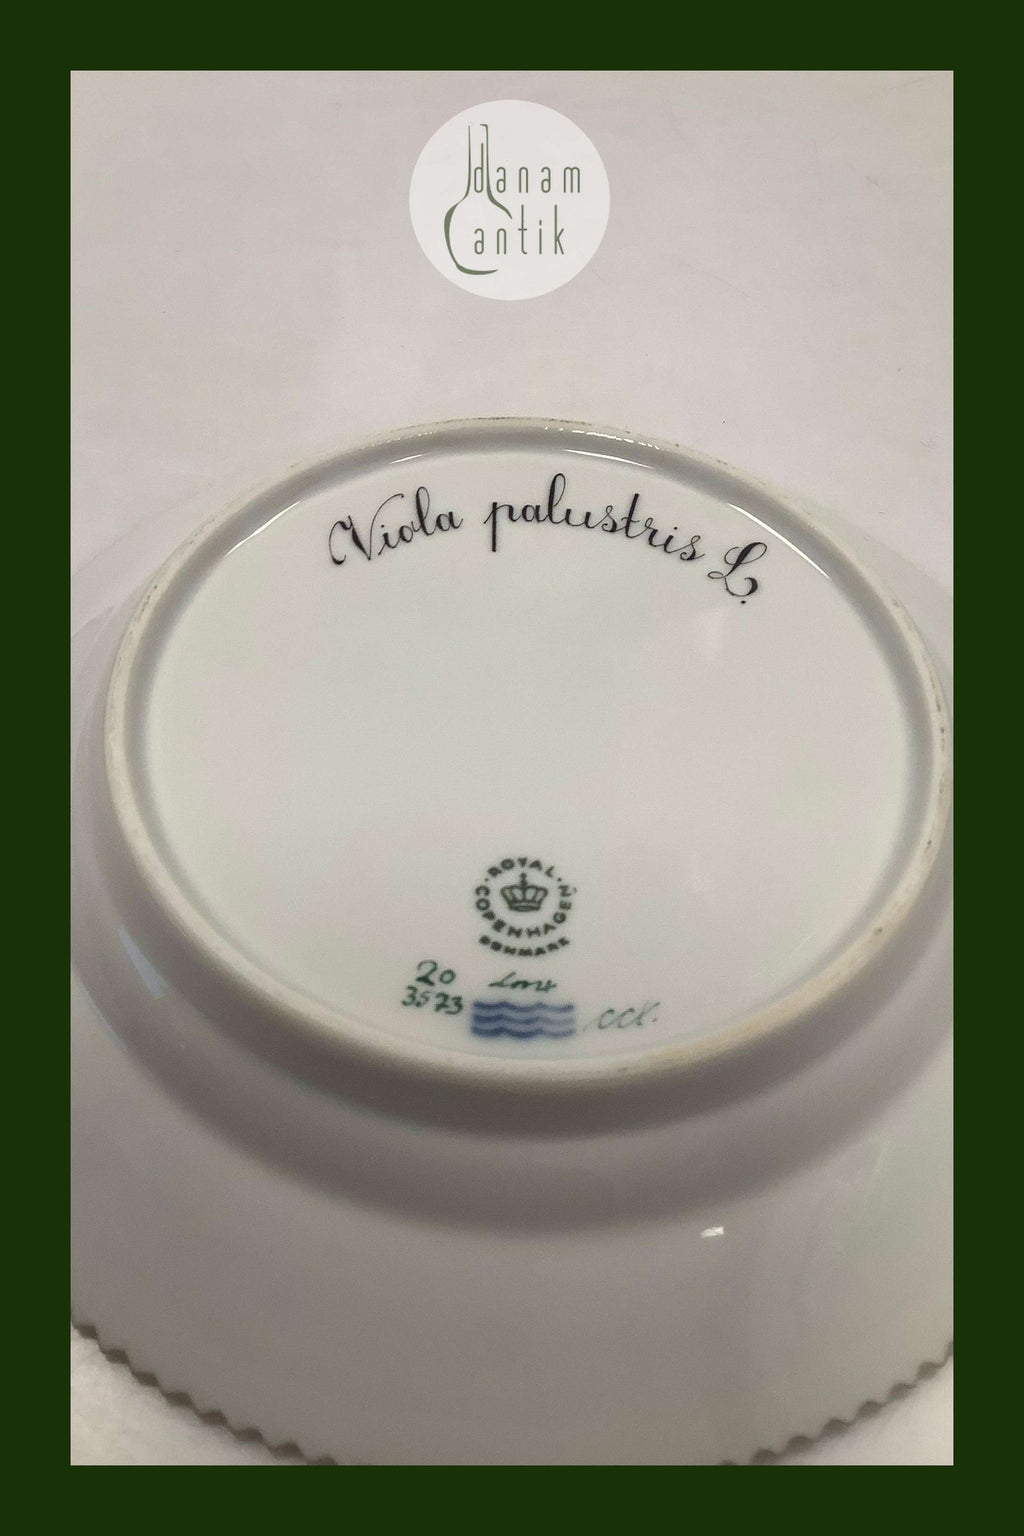 danam
antik
Viola palustris L.
ROYAL
COPENHAGEN
DENMARK
20
3573